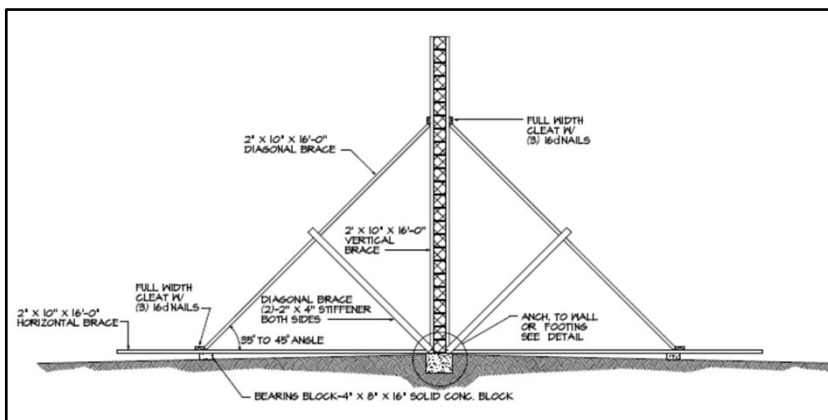 2" X 10" X 16'-0"
DIAGONAL BRACE
FULL WIDTH
CLEAT W/
(3) 16d NAILS
2' X 10" X 16'-0"
VERTICAL
BRACE
FULL WIDTH
CLEAT W/
(3) 16d NAILS
DIAGONAL BRACE
(2)-2" X 4" STIFFENER
BOTH SIDES
2" X 10" X 16'-0"
HORIZONTAL BRACE
35° TO 45° ANGLE
ANCH. TO WALL
OR FOOTING
SEE DETAIL
BEARING BLOCK-4" X 8" X 16" SOLID CONC. BLOCK